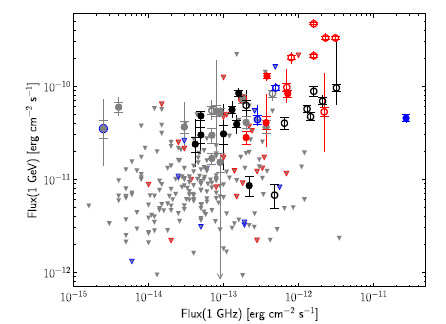 Flux(1 GeV) [erg cm⁻² s⁻¹]
10⁻¹⁰
10⁻¹¹
10⁻¹²
10⁻¹⁵ 10⁻¹⁴ 10⁻¹³ 10⁻¹² 10⁻¹¹
Flux(1 GHz) [erg cm⁻² s⁻¹]